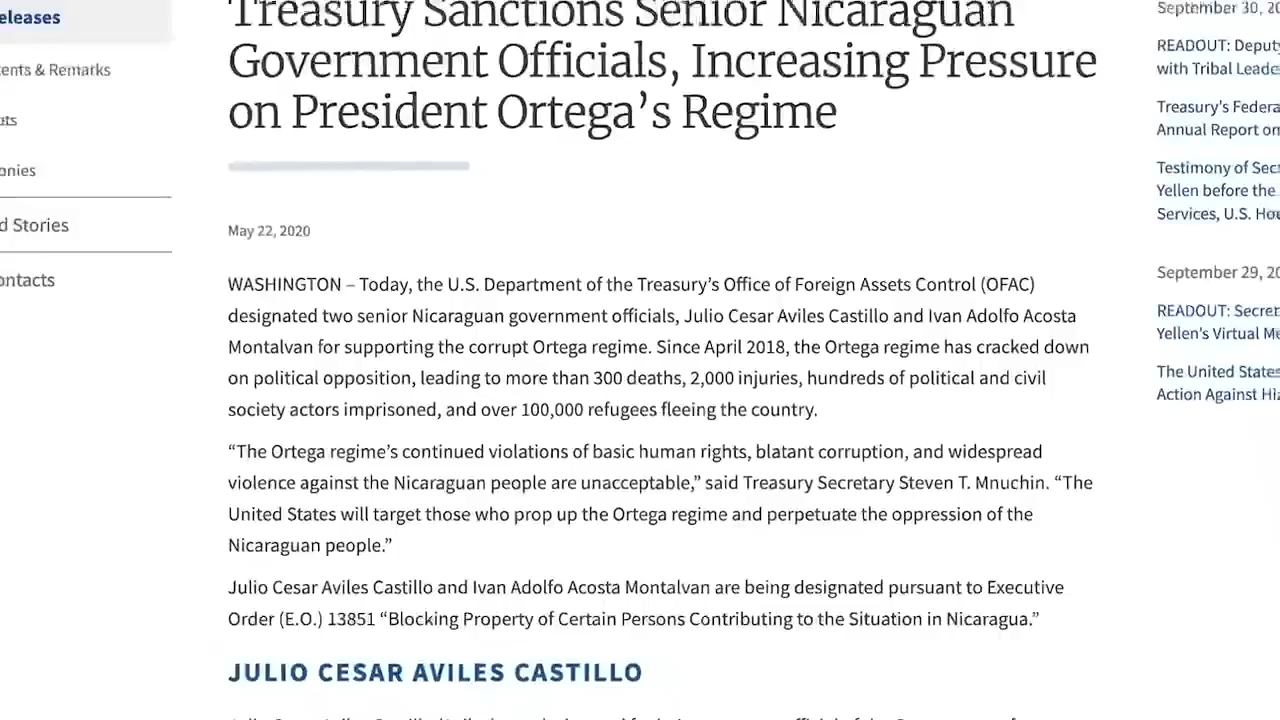 eleases
ents & Remarks
ts
onies
d Stories
ontacts
Treasury Sanctions Senior Nicaraguan
Government Officials, Increasing Pressure
on President Ortega’s Regime
May 22, 2020
WASHINGTON – Today, the U.S. Department of the Treasury’s Office of Foreign Assets Control (OFAC)
designated two senior Nicaraguan government officials, Julio Cesar Aviles Castillo and Ivan Adolfo Acosta
Montalvan for supporting the corrupt Ortega regime. Since April 2018, the Ortega regime has cracked down
on political opposition, leading to more than 300 deaths, 2,000 injuries, hundreds of political and civil
society actors imprisoned, and over 100,000 refugees fleeing the country.
“The Ortega regime’s continued violations of basic human rights, blatant corruption, and widespread
violence against the Nicaraguan people are unacceptable,” said Treasury Secretary Steven T. Mnuchin. “The
United States will target those who prop up the Ortega regime and perpetuate the oppression of the
Nicaraguan people.”
Julio Cesar Aviles Castillo and Ivan Adolfo Acosta Montalvan are being designated pursuant to Executive
Order (E.O.) 13851 “Blocking Property of Certain Persons Contributing to the Situation in Nicaragua.”
JULIO CESAR AVILES CASTILLO
September 30, 20
READOUT: Deputy
with Tribal Leade
Treasury’s Federa
Annual Report on
Testimony of Sec
Yellen before the
Services, U.S. Hou
September 29, 20
READOUT: Secret
Yellen’s Virtual Me
The United States
Action Against Hiz